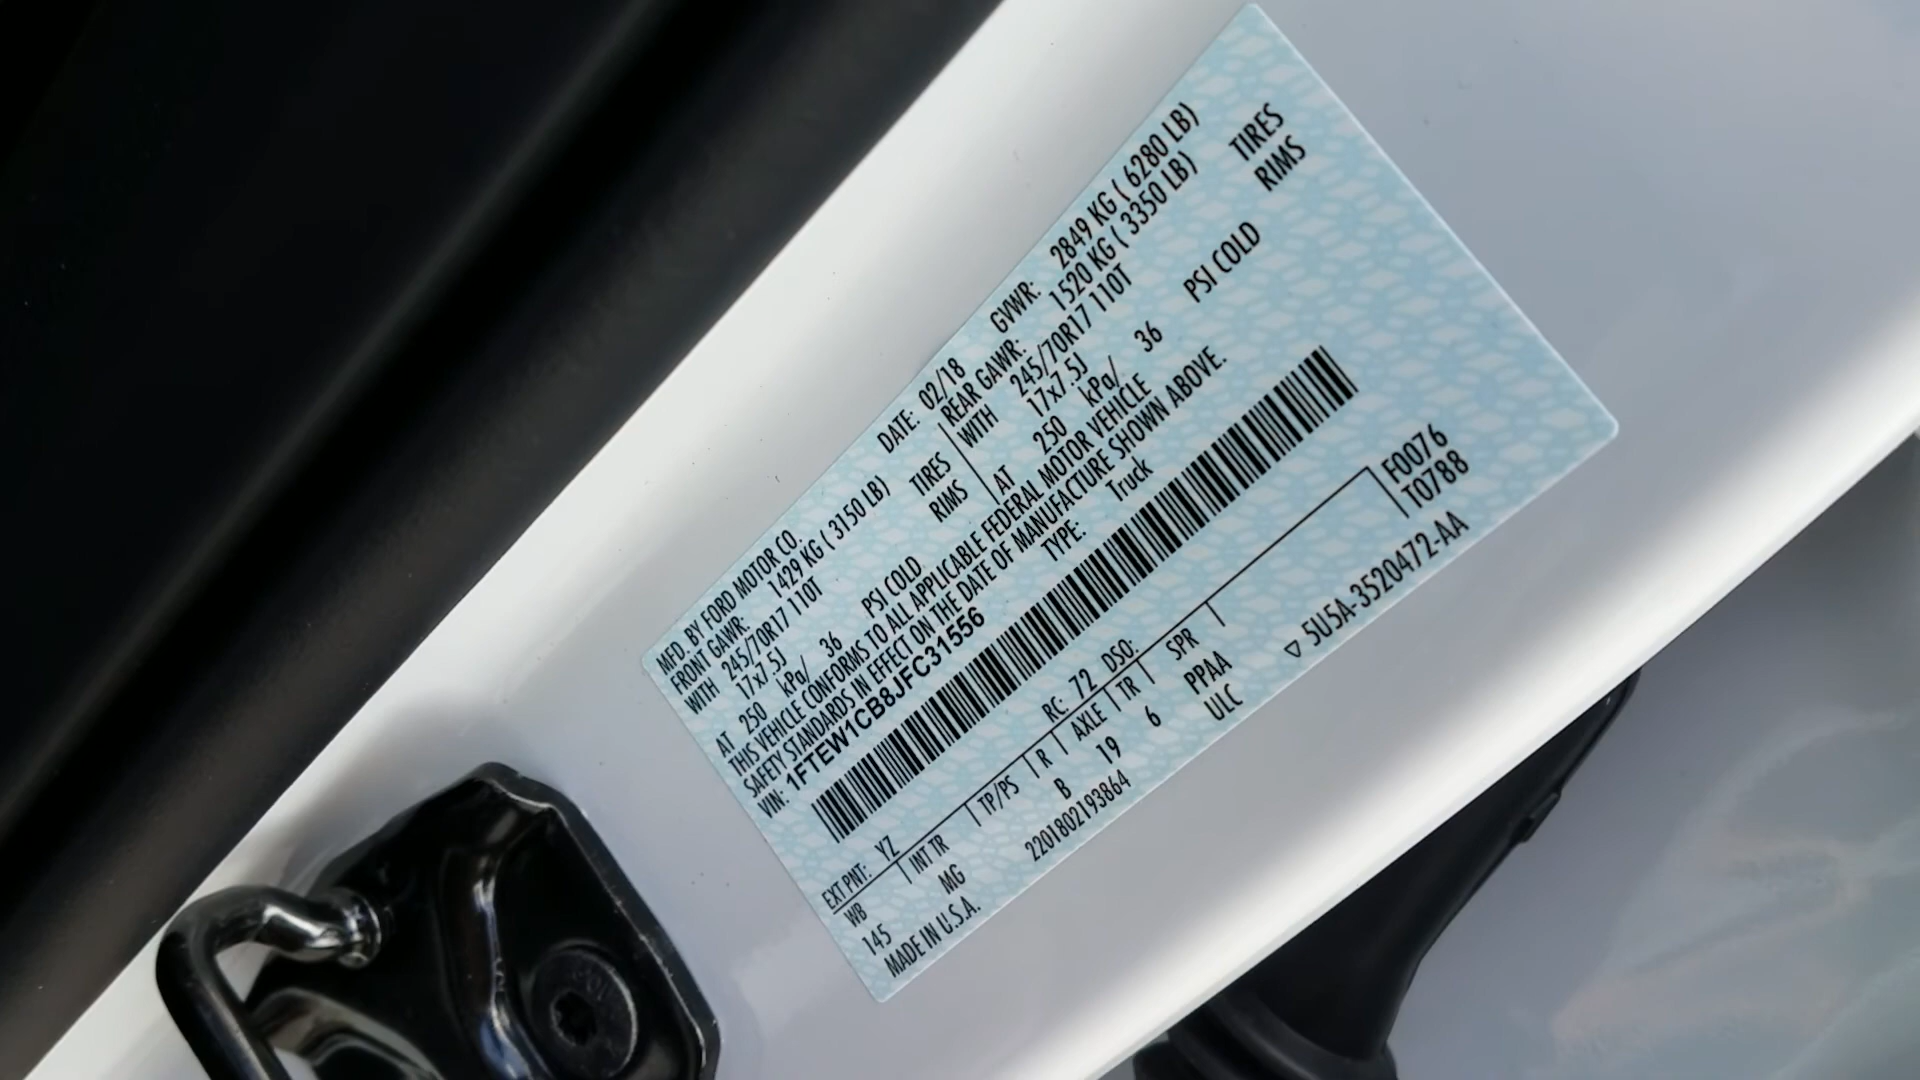 MFD. BY FORD MOTOR CO. DATE: 02/18 GVWR: 2849 KG ( 6280 LB)
FRONT GAWR: 1429 KG ( 3150 LB) REAR GAWR: 1520 KG ( 3350 LB)
WITH 245/70R17 110T TIRES WITH 245/70R17 110T TIRES
17x7.5J RIMS 17x7.5J RIMS
AT 250 kPa/ 36 PSI COLD AT 250 kPa/ 36 PSI COLD
THIS VEHICLE CONFORMS TO ALL APPLICABLE FEDERAL MOTOR VEHICLE
SAFETY STANDARDS IN EFFECT ON THE DATE OF MANUFACTURE SHOWN ABOVE.
VIN: 1FTEW1CB8JFC31556 TYPE: Truck
EXT PNT: YZ RC: 72 DSO: F0076
WB INT TR TP/PS R AXLE TR SPR T0788
145 MG B 19 6 PPAA
MADE IN U.S.A. 2201802193864 ULC ▽ 5U5A-3520472-AA